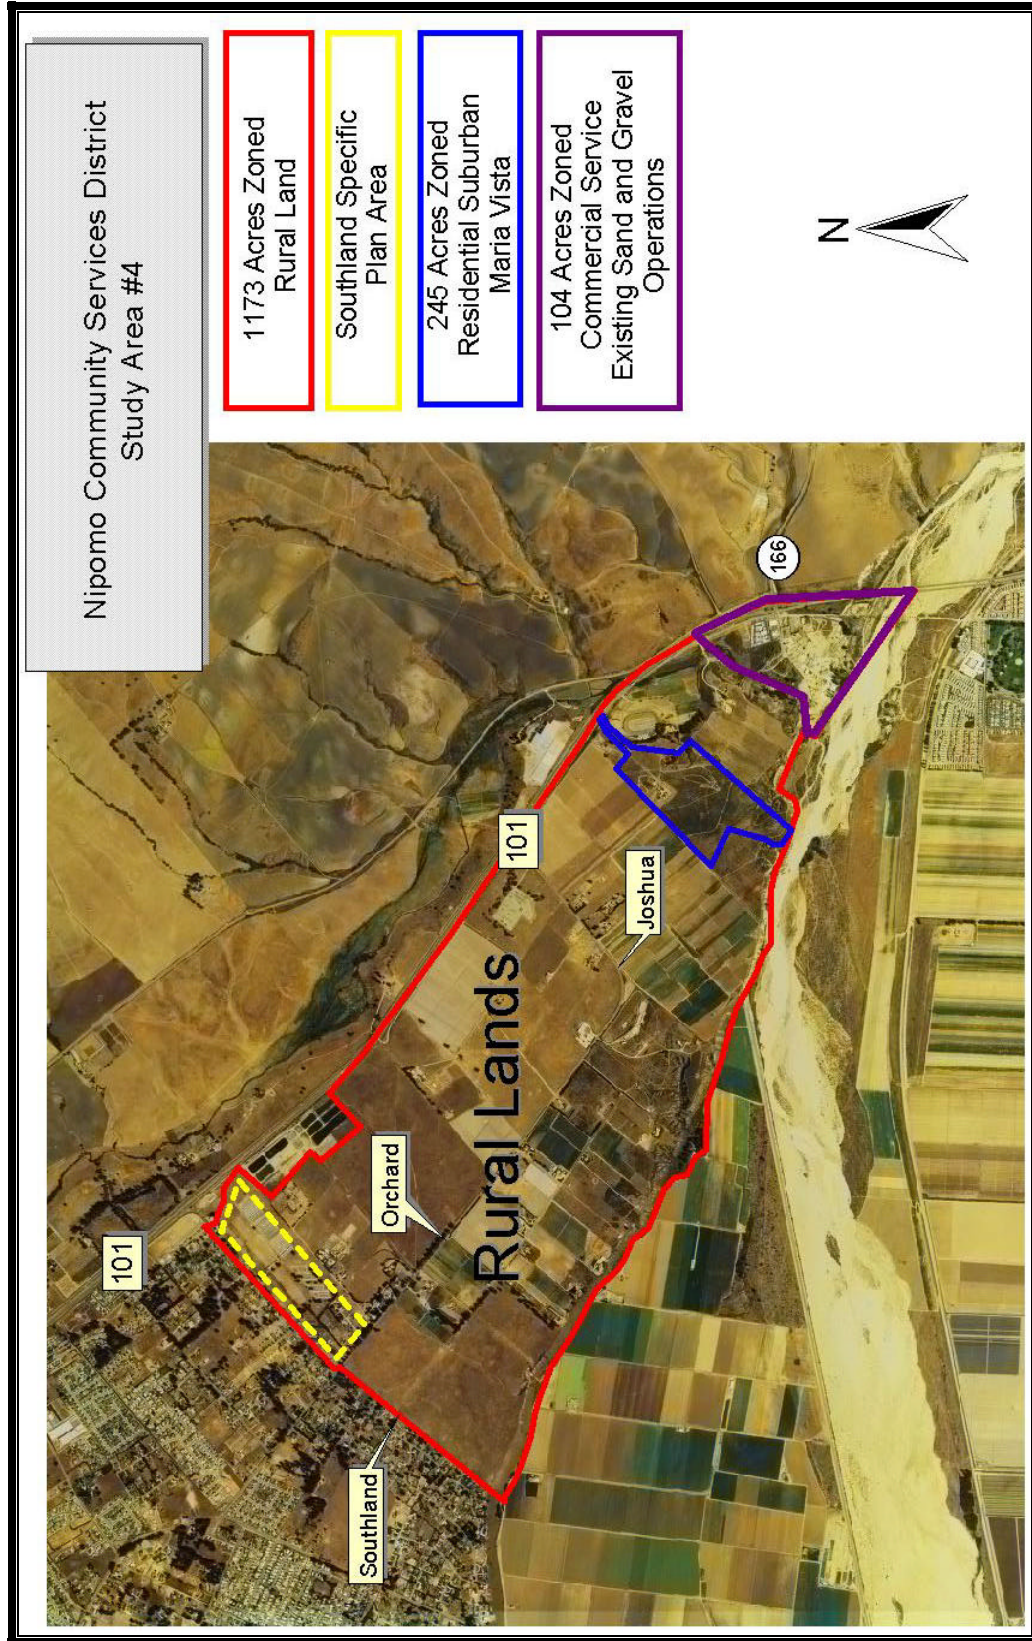 Nipomo Community Services District
Study Area #4
1173 Acres Zoned
Rural Land
Southland Specific
Plan Area
245 Acres Zoned
Residential Suburban
Maria Vista
104 Acres Zoned
Commercial Service
Existing Sand and Gravel
Operations
N
101
Southland
Orchard
Rural Lands
101
Joshua
166